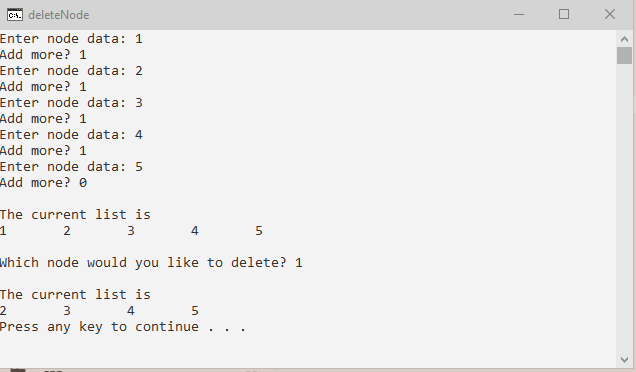 deleteNode
Enter node data: 1
Add more? 1
Enter node data: 2
Add more? 1
Enter node data: 3
Add more? 1
Enter node data: 4
Add more? 1
Enter node data: 5
Add more? 0
The current list is
1 2 3 4 5
Which node would you like to delete? 1
The current list is
2 3 4 5
Press any key to continue . . .